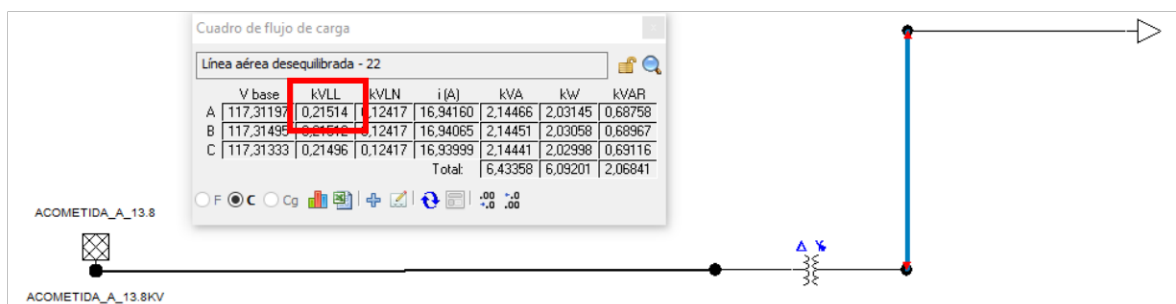 Cuadro de flujo de carga
x
Línea aérea desequilibrada - 22
V base kVLL kVLN i (A) kVA kW kVAR
A 117,31197 0,21514 0,12417 16,94160 2,14466 2,03145 0,68758
B 117,31495 0,21512 0,12417 16,94065 2,14451 2,03058 0,68967
C 117,31333 0,21496 0,12417 16,93999 2,14441 2,02998 0,69116
Total: 6,43358 6,09201 2,06841
F C Cg
ACOMETIDA_A_13.8
ACOMETIDA_A_13.8KV